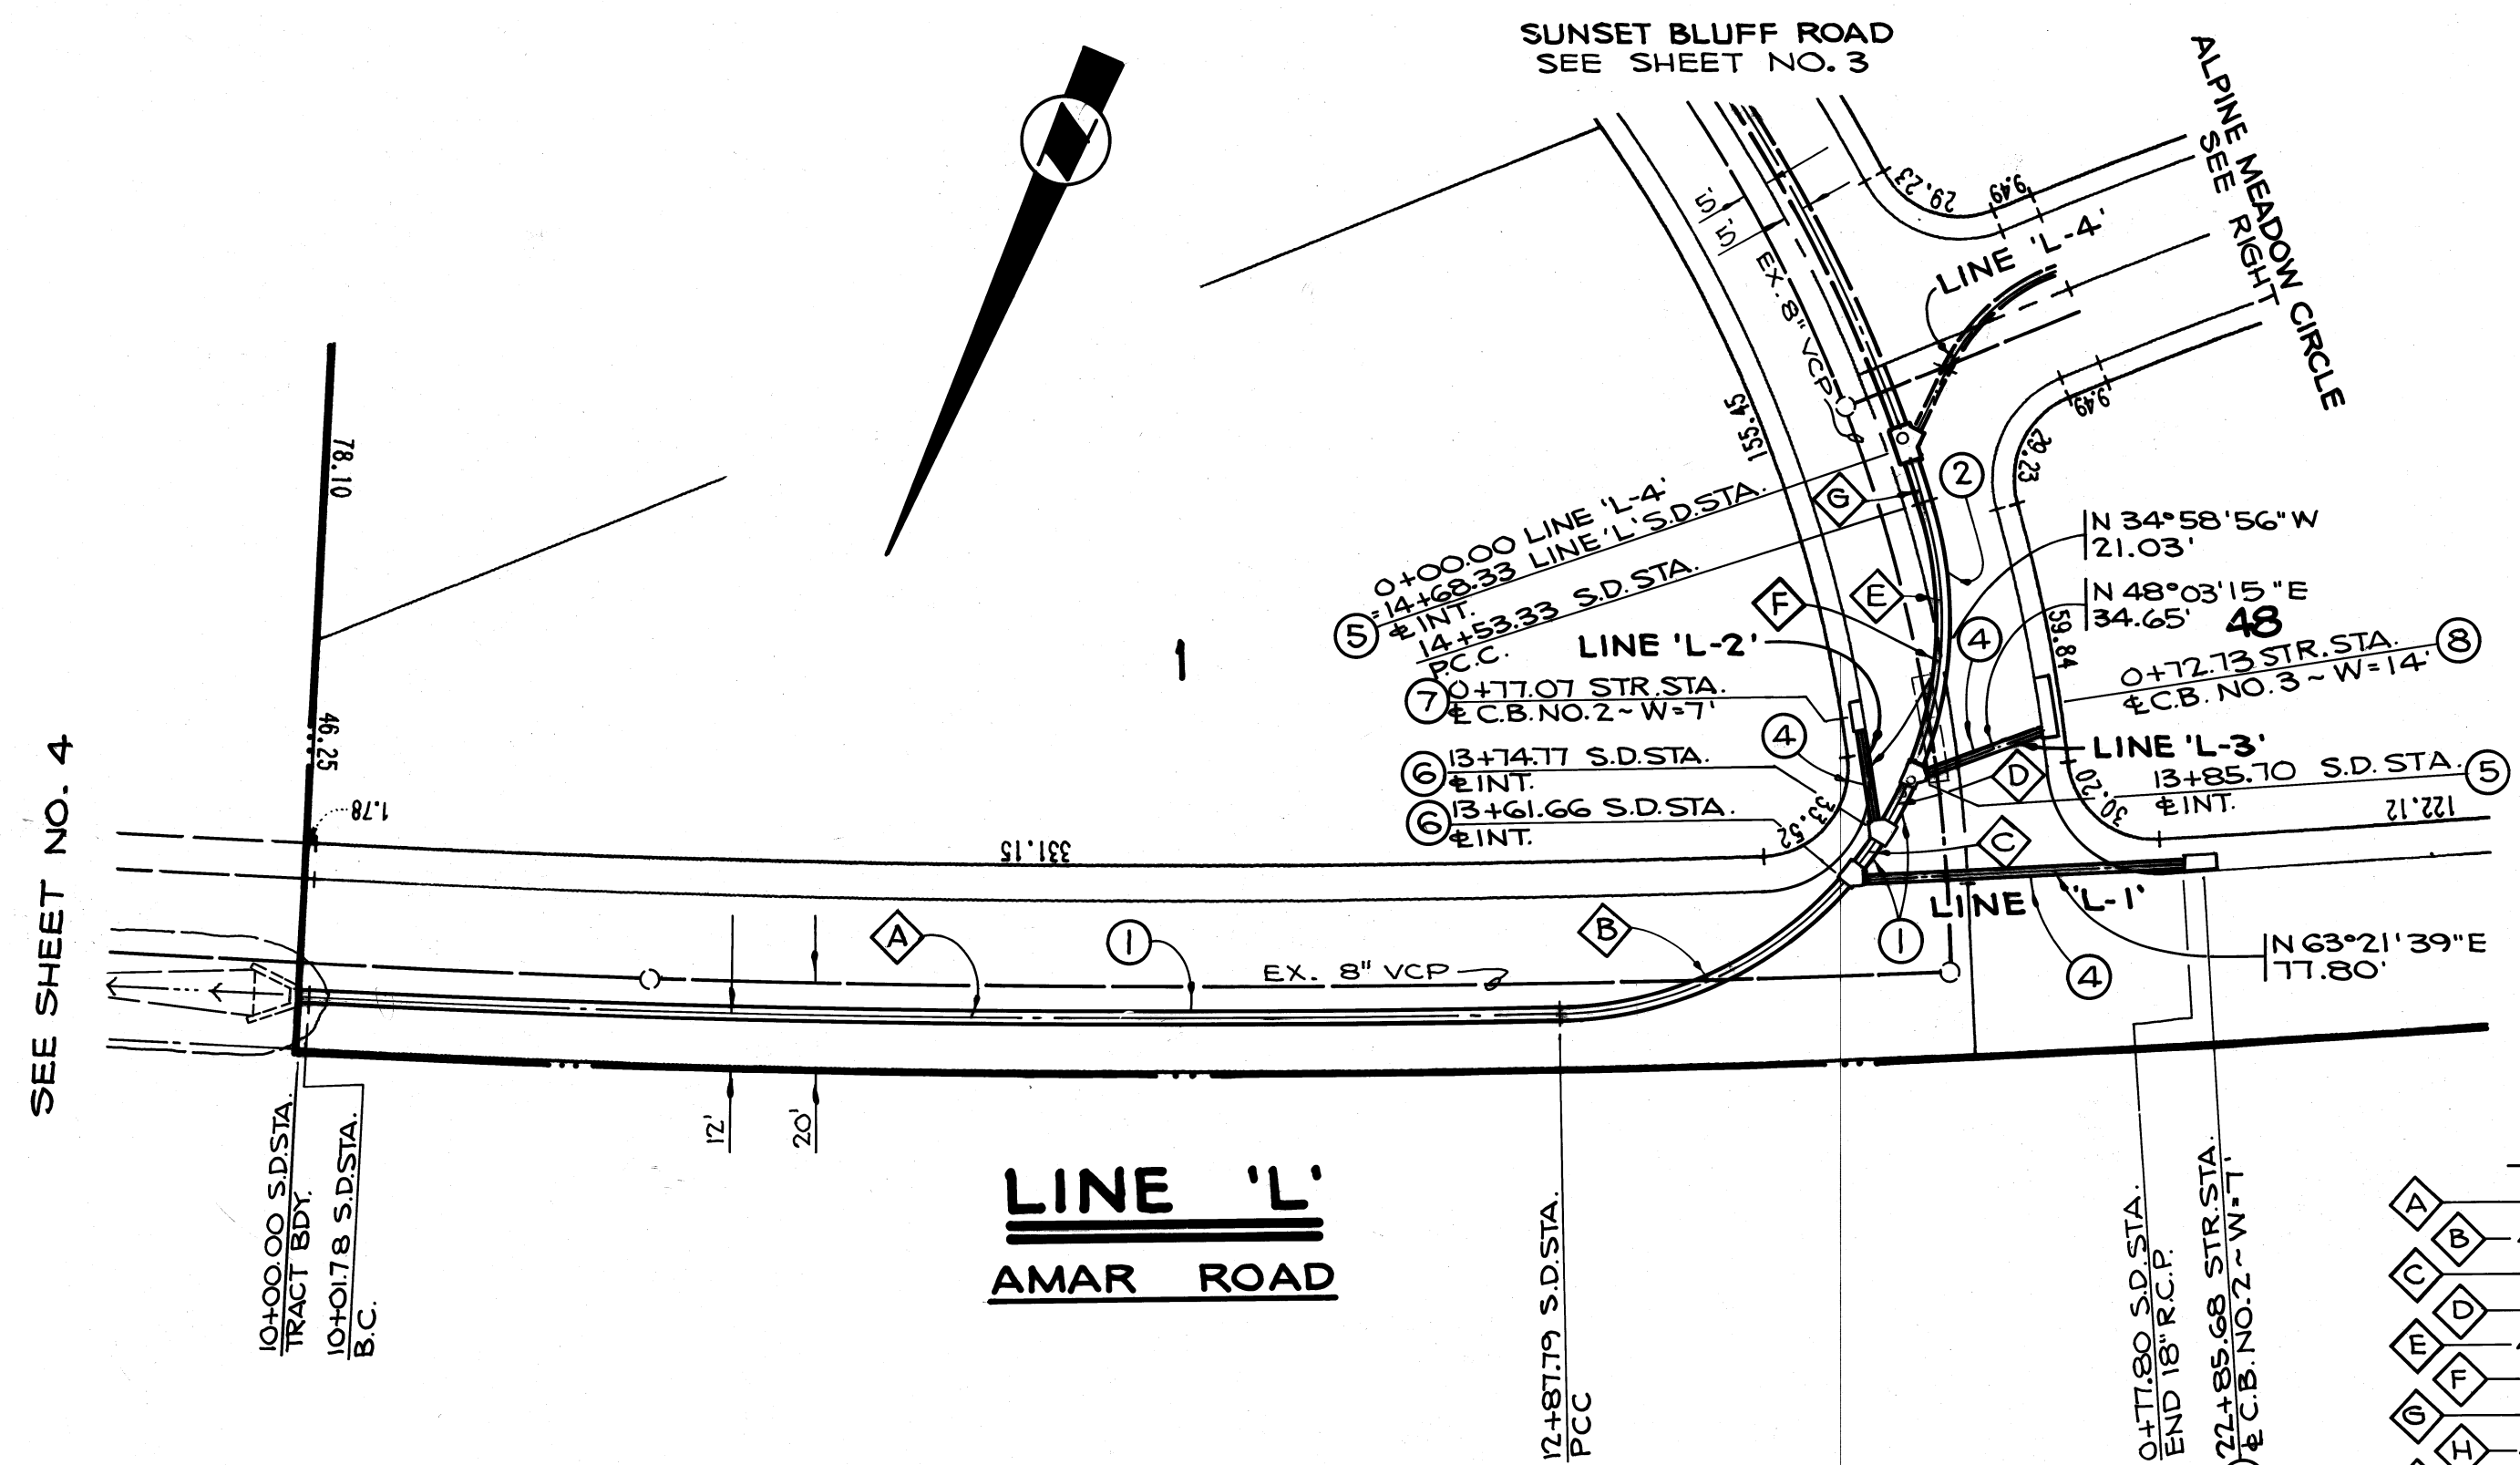 SUNSET BLUFF ROAD
SEE SHEET NO. 3
ALPINE MEADOW CIRCLE
SEE RIGHT
N
29.23
9.49
5'
5'
LINE 'L-4'
EX. 8" VCP
155.45
9.49
29.23
78.10
G
2
N 34°58'56"W
21.03'
0+00.00 LINE 'L-4'
=14+68.33 LINE 'L' S.D.STA.
5
℄ INT.
14+53.33 S.D. STA.
P.C.C.
F
E
N 48°03'15"E
34.65'
48
59.84
4
1
LINE 'L-2'
0+72.73 STR.STA.
8
℄ C.B. NO.3 ~ W=14'
7
0+77.07 STR.STA.
℄ C.B. NO.2 ~ W=7'
4
46.25
6
13+74.77 S.D.STA.
℄ INT.
LINE 'L-3'
D
13+85.70 S.D. STA.
5
℄ INT.
6
13+61.66 S.D.STA.
℄ INT.
33.52
30.02
122.12
1.78
331.15
C
SEE SHEET NO. 4
A
1
B
1
LINE 'L-1'
EX. 8" VCP
4
N 63°21'39"E
77.80'
12'
20'
10+00.00 S.D.STA.
TRACT BDY.
10+01.78 S.D.STA.
B.C.
LINE 'L'
AMAR ROAD
12+87.79 S.D.STA.
PCC
0+77.80 S.D. STA.
END 18" R.C.P.
22+85.68 STR.STA.
℄ C.B. NO.2 ~ W=7'
A
B
C
D
E
F
G
H